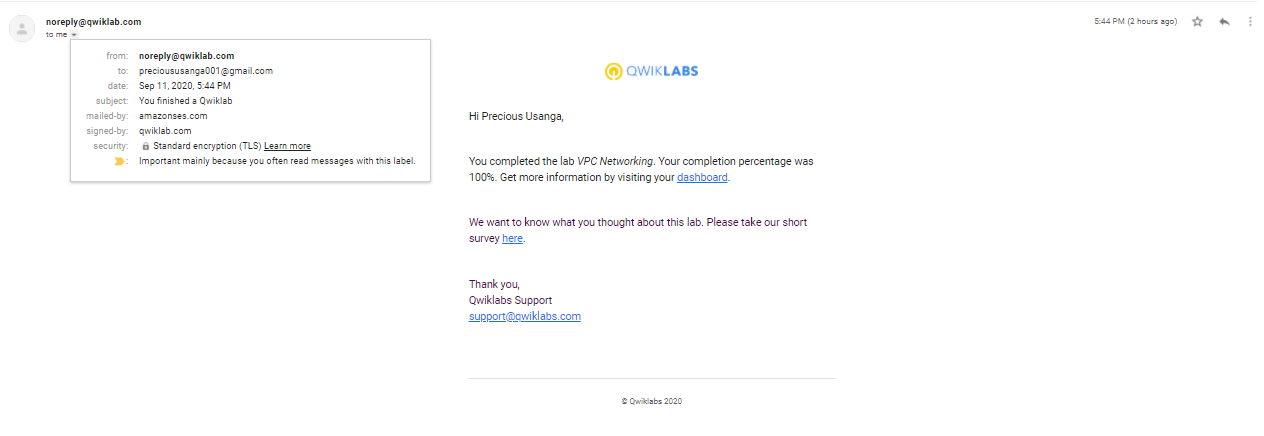 noreply@qwiklab.com
5:44 PM (2 hours ago)
to me
from: noreply@qwiklab.com
to: precioususanga001@gmail.com
date: Sep 11, 2020, 5:44 PM
subject: You finished a Qwiklab
mailed-by: amazonses.com
signed-by: qwiklab.com
security: Standard encryption (TLS) Learn more
: Important mainly because you often read messages with this label.
QWIKLABS
Hi Precious Usanga,
You completed the lab VPC Networking. Your completion percentage was
100%. Get more information by visiting your dashboard.
We want to know what you thought about this lab. Please take our short
survey here.
Thank you,
Qwiklabs Support
support@qwiklabs.com
© Qwiklabs 2020